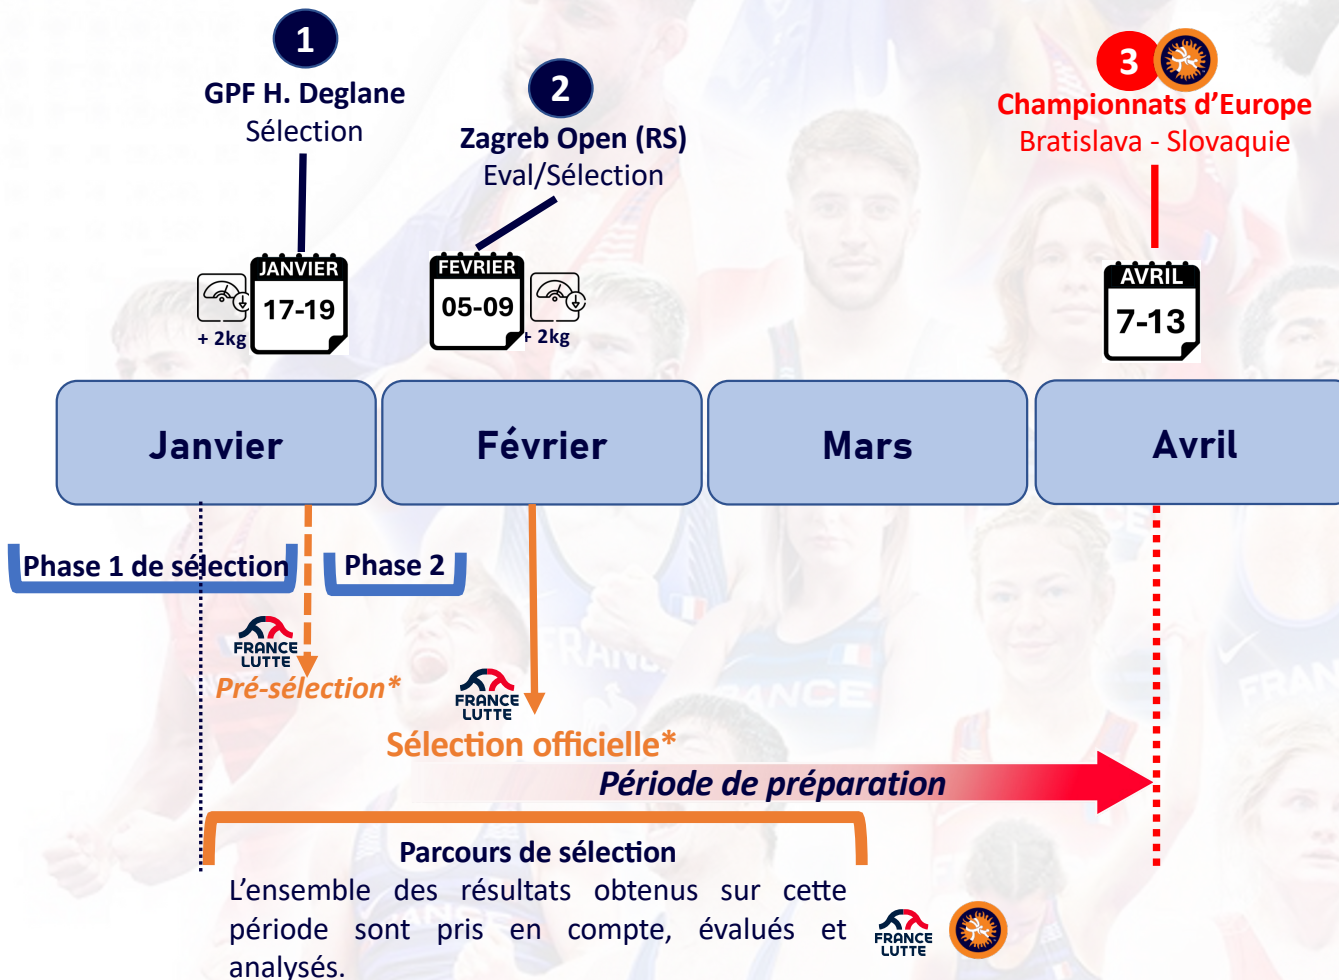 1
GPF H. Deglane
Sélection
2
Zagreb Open (RS)
Eval/Sélection
3
Championnats d'Europe
Bratislava - Slovaquie
JANVIER
17-19
+ 2kg
FEVRIER
05-09
+ 2kg
AVRIL
7-13
Janvier
Février
Mars
Avril
Phase 1 de sélection
Phase 2
FRANCE
LUTTE
Pré-sélection*
FRANCE
LUTTE
Sélection officielle*
Période de préparation
Parcours de sélection
L'ensemble des résultats obtenus sur cette
période sont pris en compte, évalués et
analysés.
FRANCE
LUTTE
FRANCE
FRANCE
FRAN